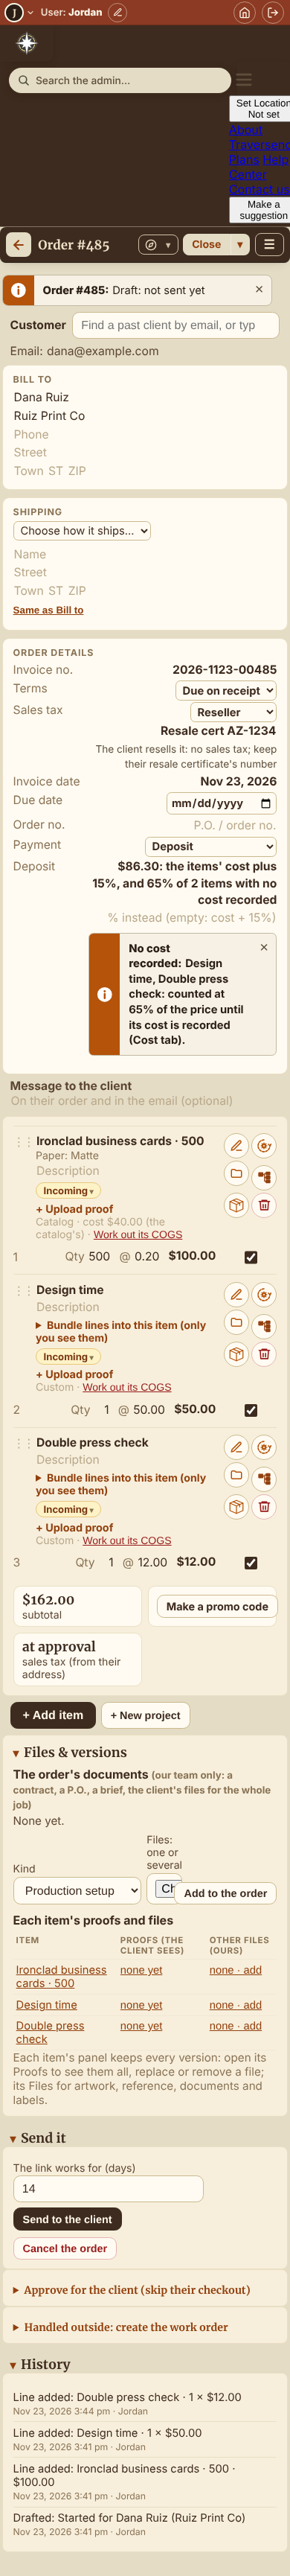 J User: Jordan
Search the admin...
Set Location
Not set
About
Plans Help
Center
Contact us
Make a
suggestion
Order #485
Close
Order #485: Draft: not sent yet
Customer Find a past client by email, or typ
Email: dana@example.com
BILL TO
Dana Ruiz
Ruiz Print Co
Phone
Street
Town ST ZIP
SHIPPING
Choose how it ships...
Name
Street
Town ST ZIP
Same as Bill to
ORDER DETAILS
Invoice no. 2026-1123-00485
Terms Due on receipt
Sales tax Reseller
Resale cert AZ-1234
The client resells it: no sales tax; keep
their resale certificate's number
Invoice date Nov 23, 2026
Due date mm/dd/yyyy
Order no. P.O. / order no.
Payment Deposit
Deposit $86.30: the items' cost plus
15%, and 65% of 2 items with no
cost recorded
% instead (empty: cost + 15%)
No cost
recorded: Design
time, Double press
check: counted at
65% of the price until
its cost is recorded
(Cost tab).
Message to the client
On their order and in the email (optional)
Ironclad business cards · 500
Paper: Matte
Description
Incoming
+ Upload proof
Catalog · cost $40.00 (the
catalog's) · Work out its COGS
1 Qty 500 @ 0.20 $100.00
Design time
Description
Bundle lines into this item (only
you see them)
Incoming
+ Upload proof
Custom · Work out its COGS
2 Qty 1 @ 50.00 $50.00
Double press check
Description
Bundle lines into this item (only
you see them)
Incoming
+ Upload proof
Custom · Work out its COGS
3 Qty 1 @ 12.00 $12.00
$162.00
subtotal
Make a promo code
at approval
sales tax (from their
address)
+ Add item + New project
Files & versions
The order's documents (our team only: a
contract, a P.O., a brief, the client's files for the whole
job)
None yet.
Kind
Production setup
Files:
one or
several
Add to the order
Each item's proofs and files
ITEM PROOFS (THE CLIENT SEES) OTHER FILES (OURS)
Ironclad business cards · 500 none yet none · add
Design time none yet none · add
Double press check none yet none · add
Each item's panel keeps every version: open its
Proofs to see them all, replace or remove a file;
its Files for artwork, reference, documents and
labels.
Send it
The link works for (days)
14
Send to the client
Cancel the order
Approve for the client (skip their checkout)
Handled outside: create the work order
History
Line added: Double press check · 1 × $12.00
Nov 23, 2026 3:44 pm · Jordan
Line added: Design time · 1 × $50.00
Nov 23, 2026 3:41 pm · Jordan
Line added: Ironclad business cards · 500 ·
$100.00
Nov 23, 2026 3:41 pm · Jordan
Drafted: Started for Dana Ruiz (Ruiz Print Co)
Nov 23, 2026 3:41 pm · Jordan